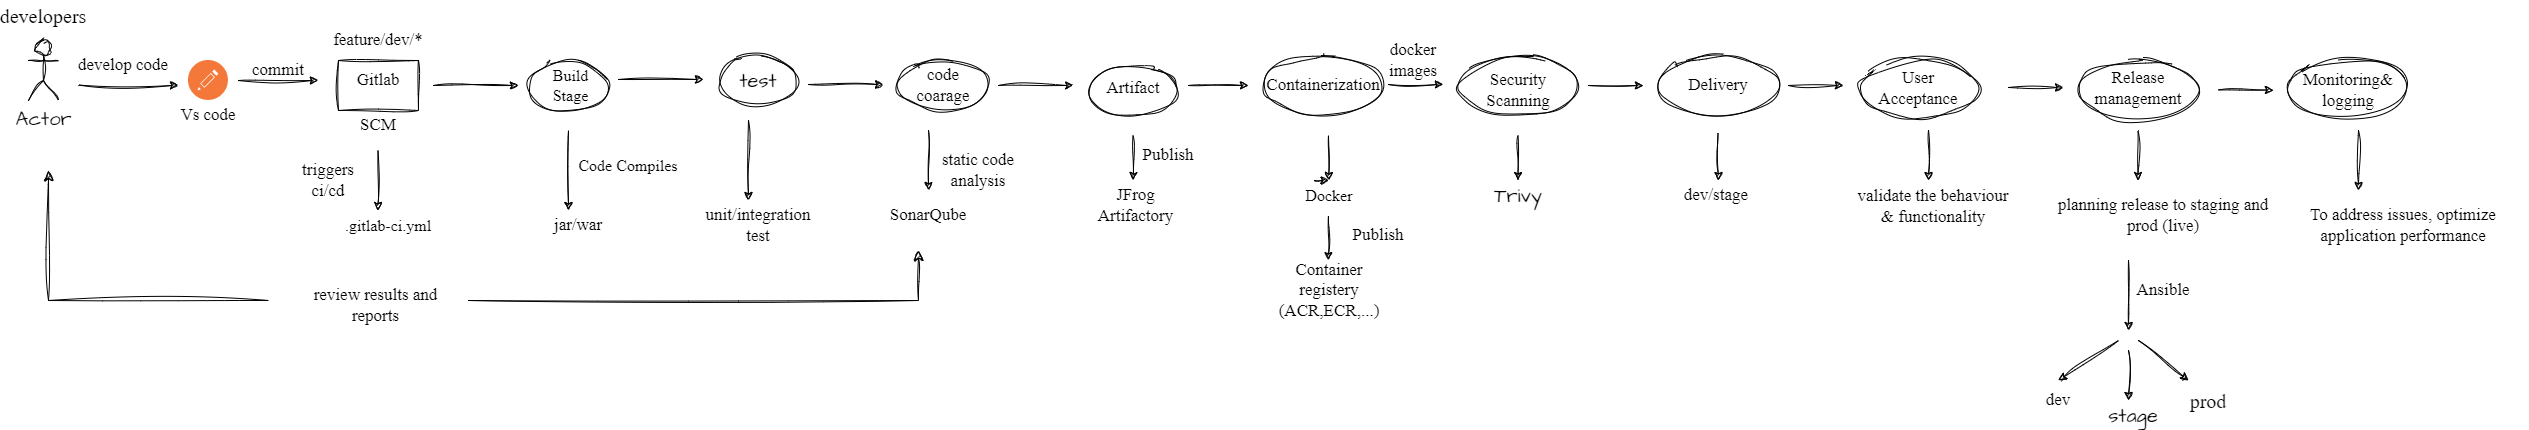 developers
Actor
develop code
Vs code
commit
feature/dev/*
Gitlab
SCM
triggers
ci/cd
.gitlab-ci.yml
Build
Stage
Code Compiles
jar/war
test
unit/integration
test
code
coarage
static code
analysis
SonarQube
review results and
reports
Artifact
Publish
JFrog
Artifactory
Containerization
Docker
Publish
Container
registery
(ACR,ECR,...)
docker
images
Security
Scanning
Trivy
Delivery
dev/stage
User
Acceptance
validate the behaviour
& functionality
Release
management
planning release to staging and
prod (live)
Ansible
dev
stage
prod
Monitoring&
logging
To address issues, optimize
application performance